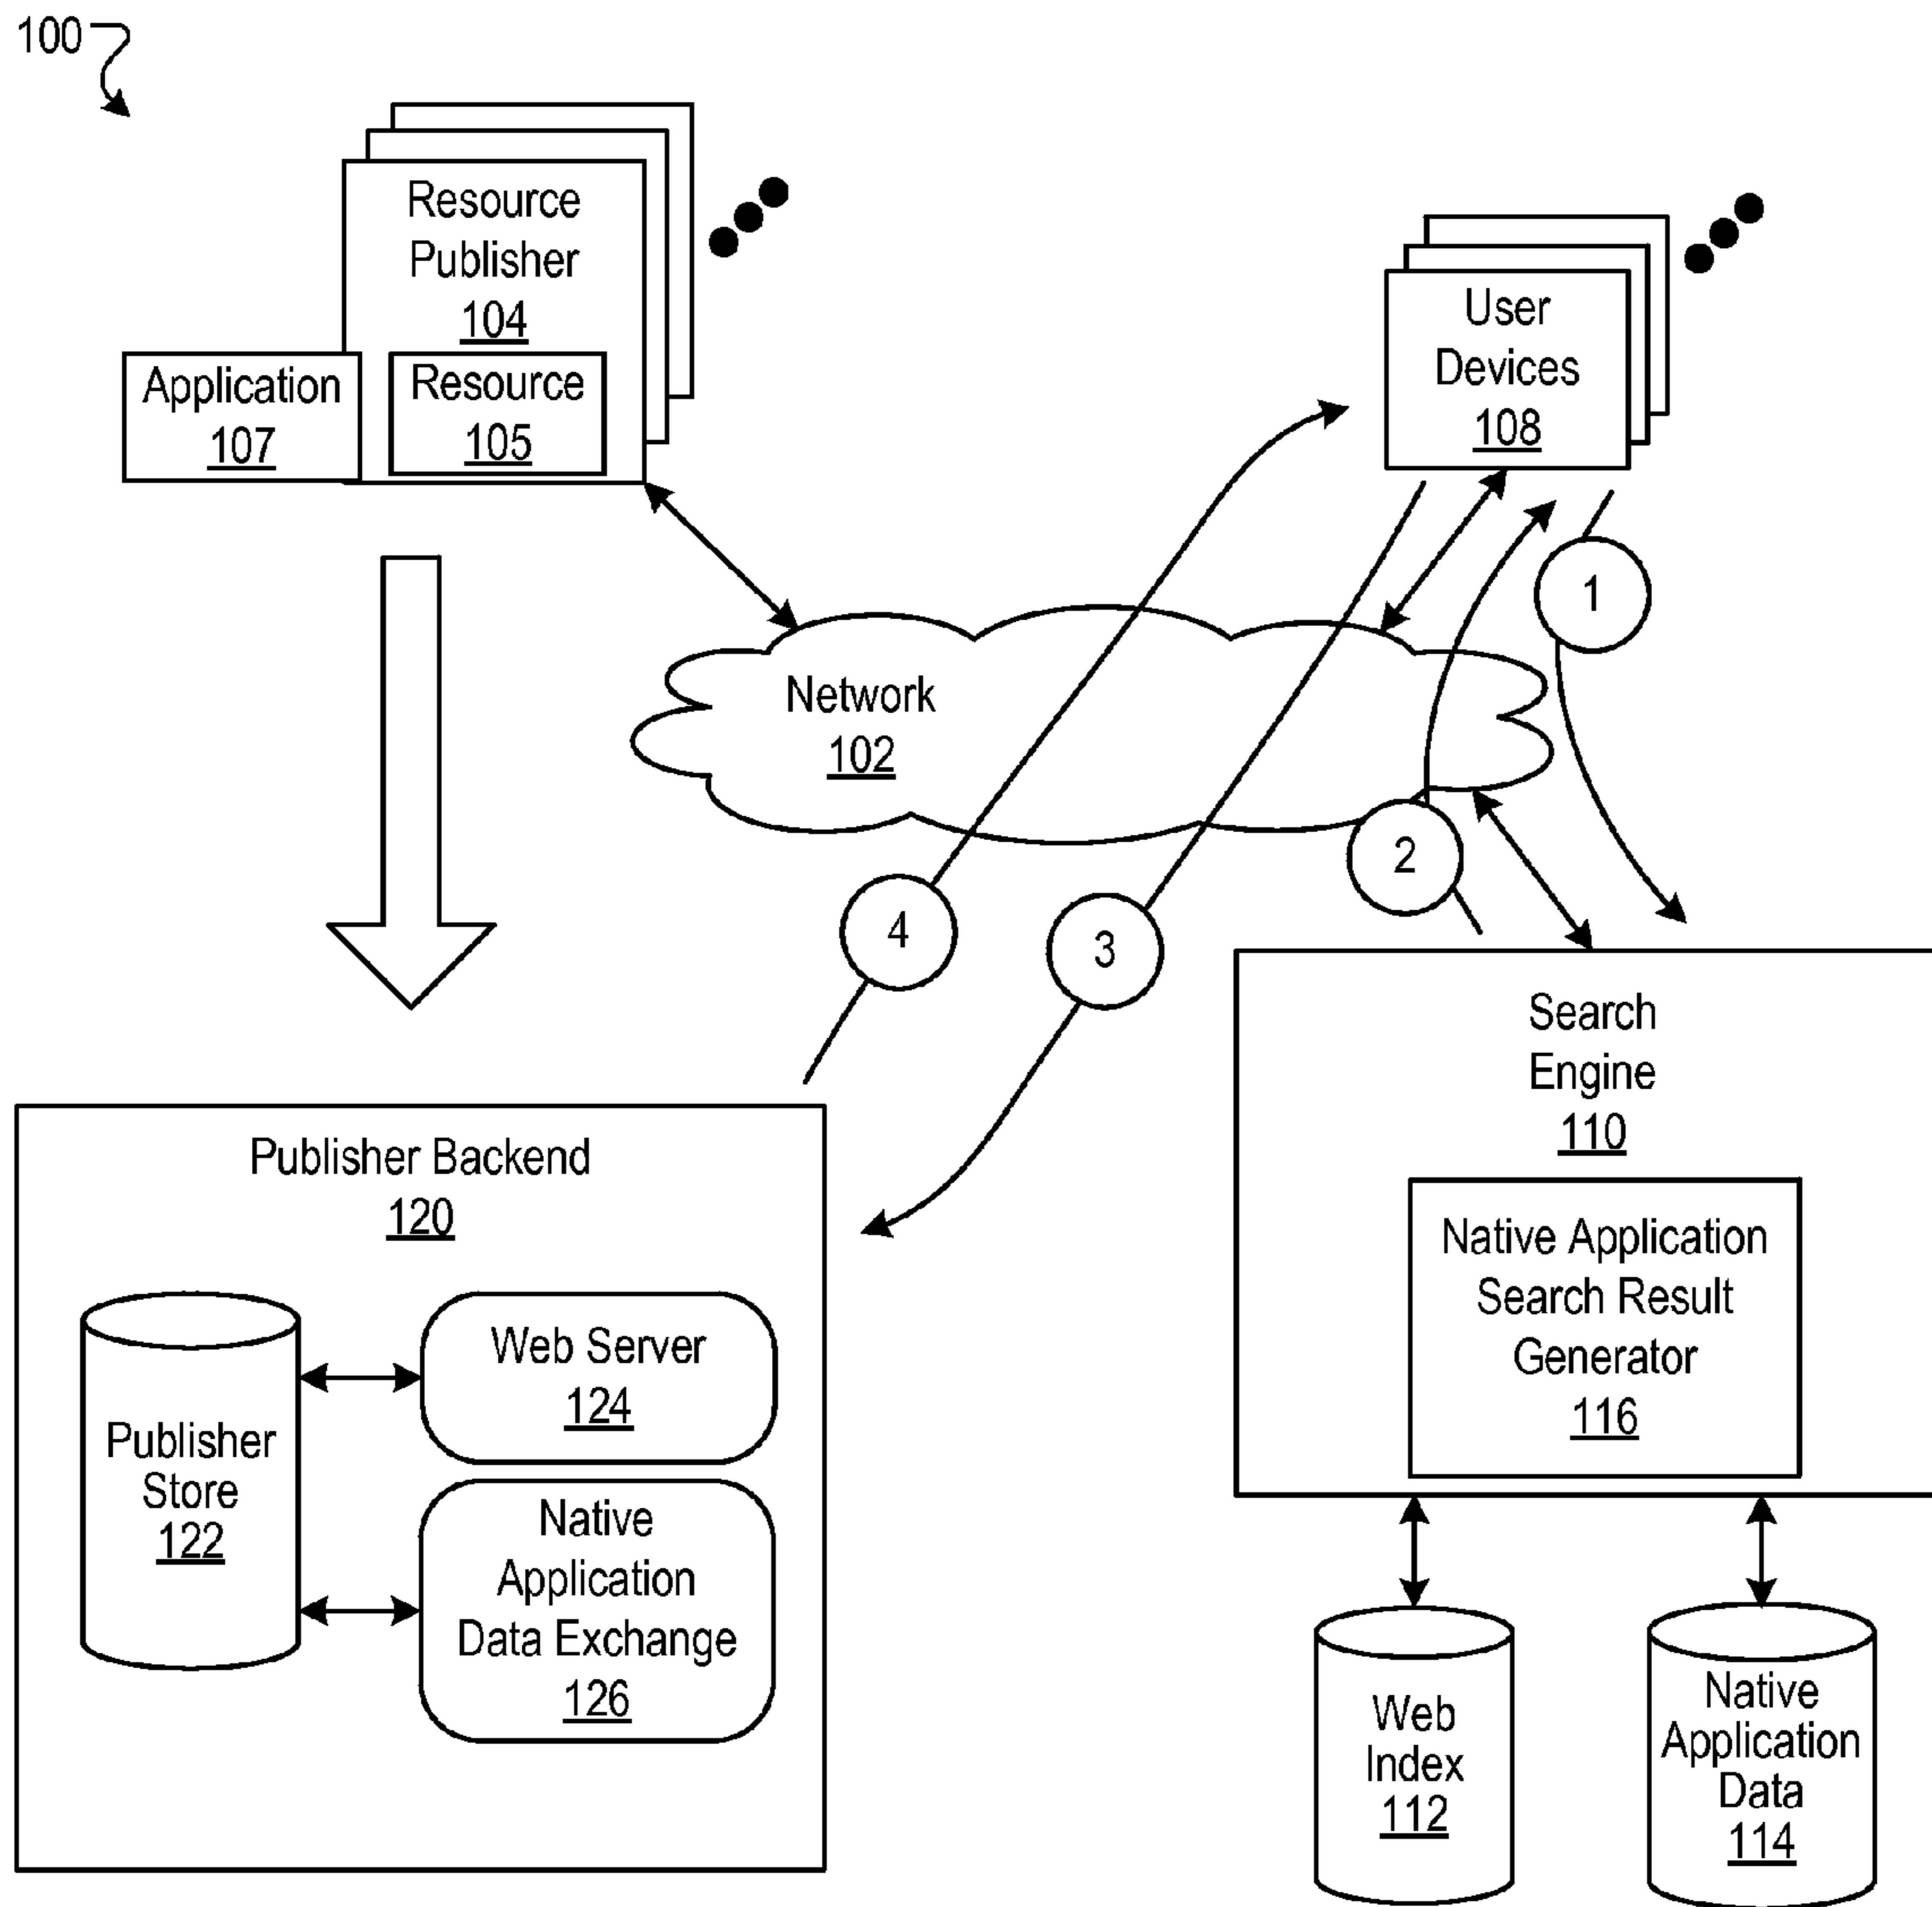 100
Resource
Publisher
104
Application
107
Resource
105
User
Devices
108
1
Network
102
2
4
3
Search
Engine
110
Native Application
Search Result
Generator
116
Publisher Backend
120
Publisher
Store
122
Web Server
124
Native
Application
Data Exchange
126
Web
Index
112
Native
Application
Data
114